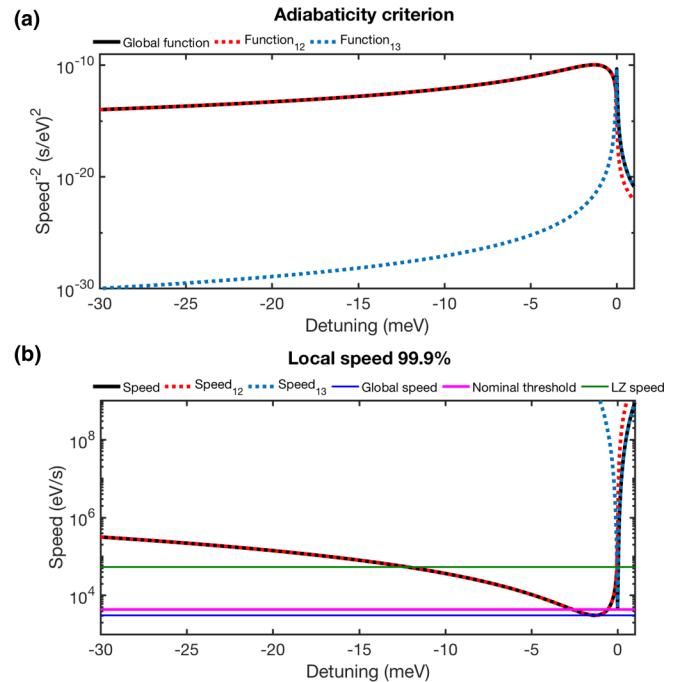 (a)
Adiabaticity criterion
Global function Function₁₂ Function₁₃
10⁻¹⁰
10⁻²⁰
10⁻³⁰
Speed⁻² (s/eV)²
-30 -25 -20 -15 -10 -5 0
Detuning (meV)
(b)
Local speed 99.9%
Speed Speed₁₂ Speed₁₃ Global speed Nominal threshold LZ speed
10⁸
10⁶
10⁴
Speed (eV/s)
-30 -25 -20 -15 -10 -5 0
Detuning (meV)